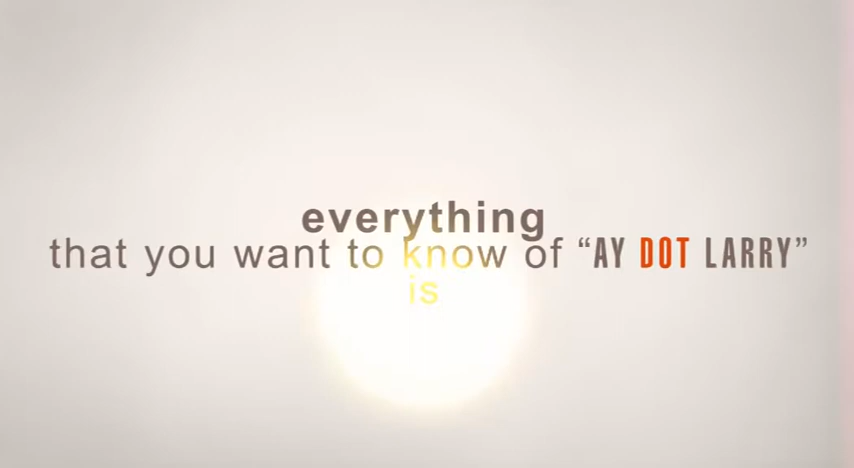 everything
that you want to know of “AY DOT LARRY”
is